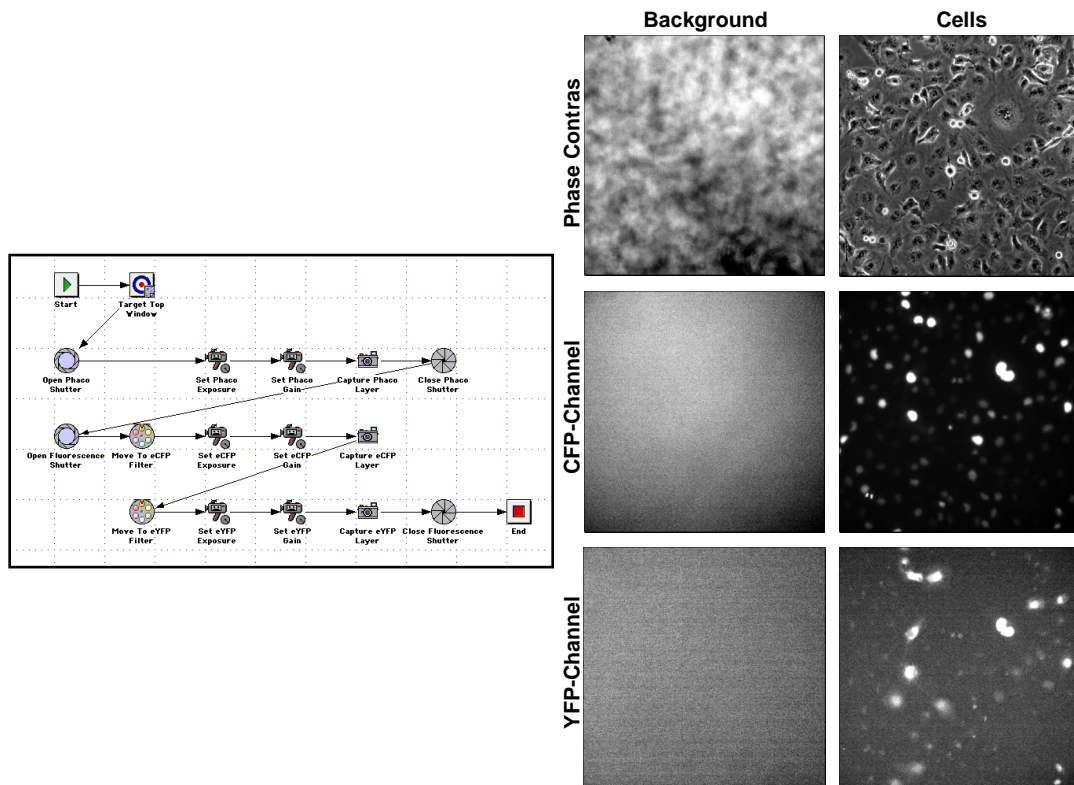 Background
Cells
Phase Contras
CFP-Channel
YFP-Channel
Start
Target Top
Window
Open Phaco
Shutter
Set Phaco
Exposure
Set Phaco
Gain
Capture Phaco
Layer
Close Phaco
Shutter
Open Fluorescence
Shutter
Move To eCFP
Filter
Set eCFP
Exposure
Set eCFP
Gain
Capture eCFP
Layer
Move To eYFP
Filter
Set eYFP
Exposure
Set eYFP
Gain
Capture eYFP
Layer
Close Fluorescence
Shutter
End